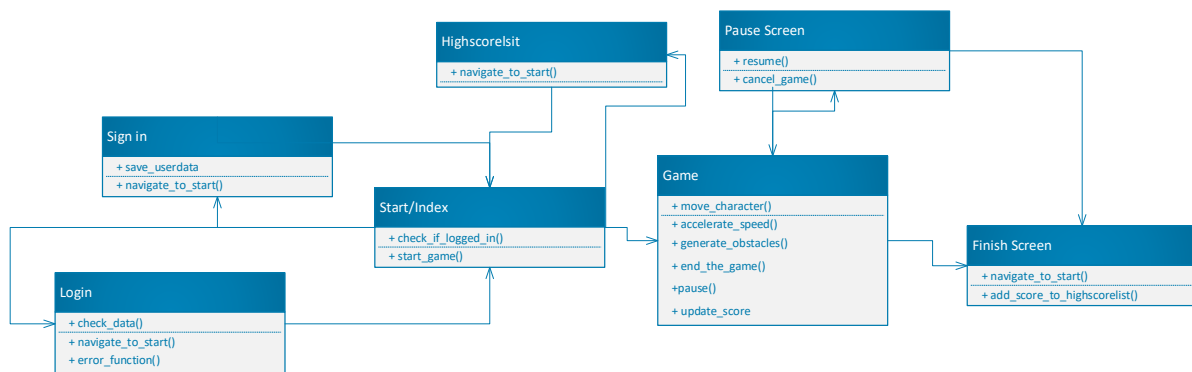 Highscorelsit
+ navigate_to_start()
Pause Screen
+ resume()
+ cancel_game()
Sign in
+ save_userdata
+ navigate_to_start()
Start/Index
+ check_if_logged_in()
+ start_game()
Game
+ move_character()
+ accelerate_speed()
+ generate_obstacles()
+ end_the_game()
+pause()
+ update_score
Finish Screen
+ navigate_to_start()
+ add_score_to_highscorelist()
Login
+ check_data()
+ navigate_to_start()
+ error_function()